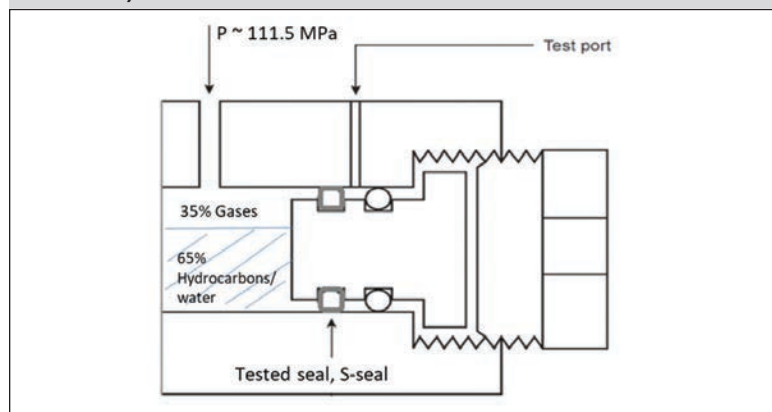 P ~ 111.5 MPa
Test port
35% Gases
65%
Hydrocarbons/
water
Tested seal, S-seal